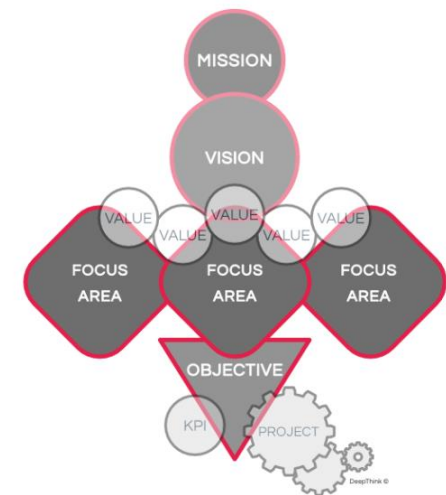 MISSION
VISION
VALUE
VALUE
VALUE
VALUE
VALUE
FOCUS
AREA
FOCUS
AREA
FOCUS
AREA
OBJECTIVE
KPI
PROJECT
DeepThink ©